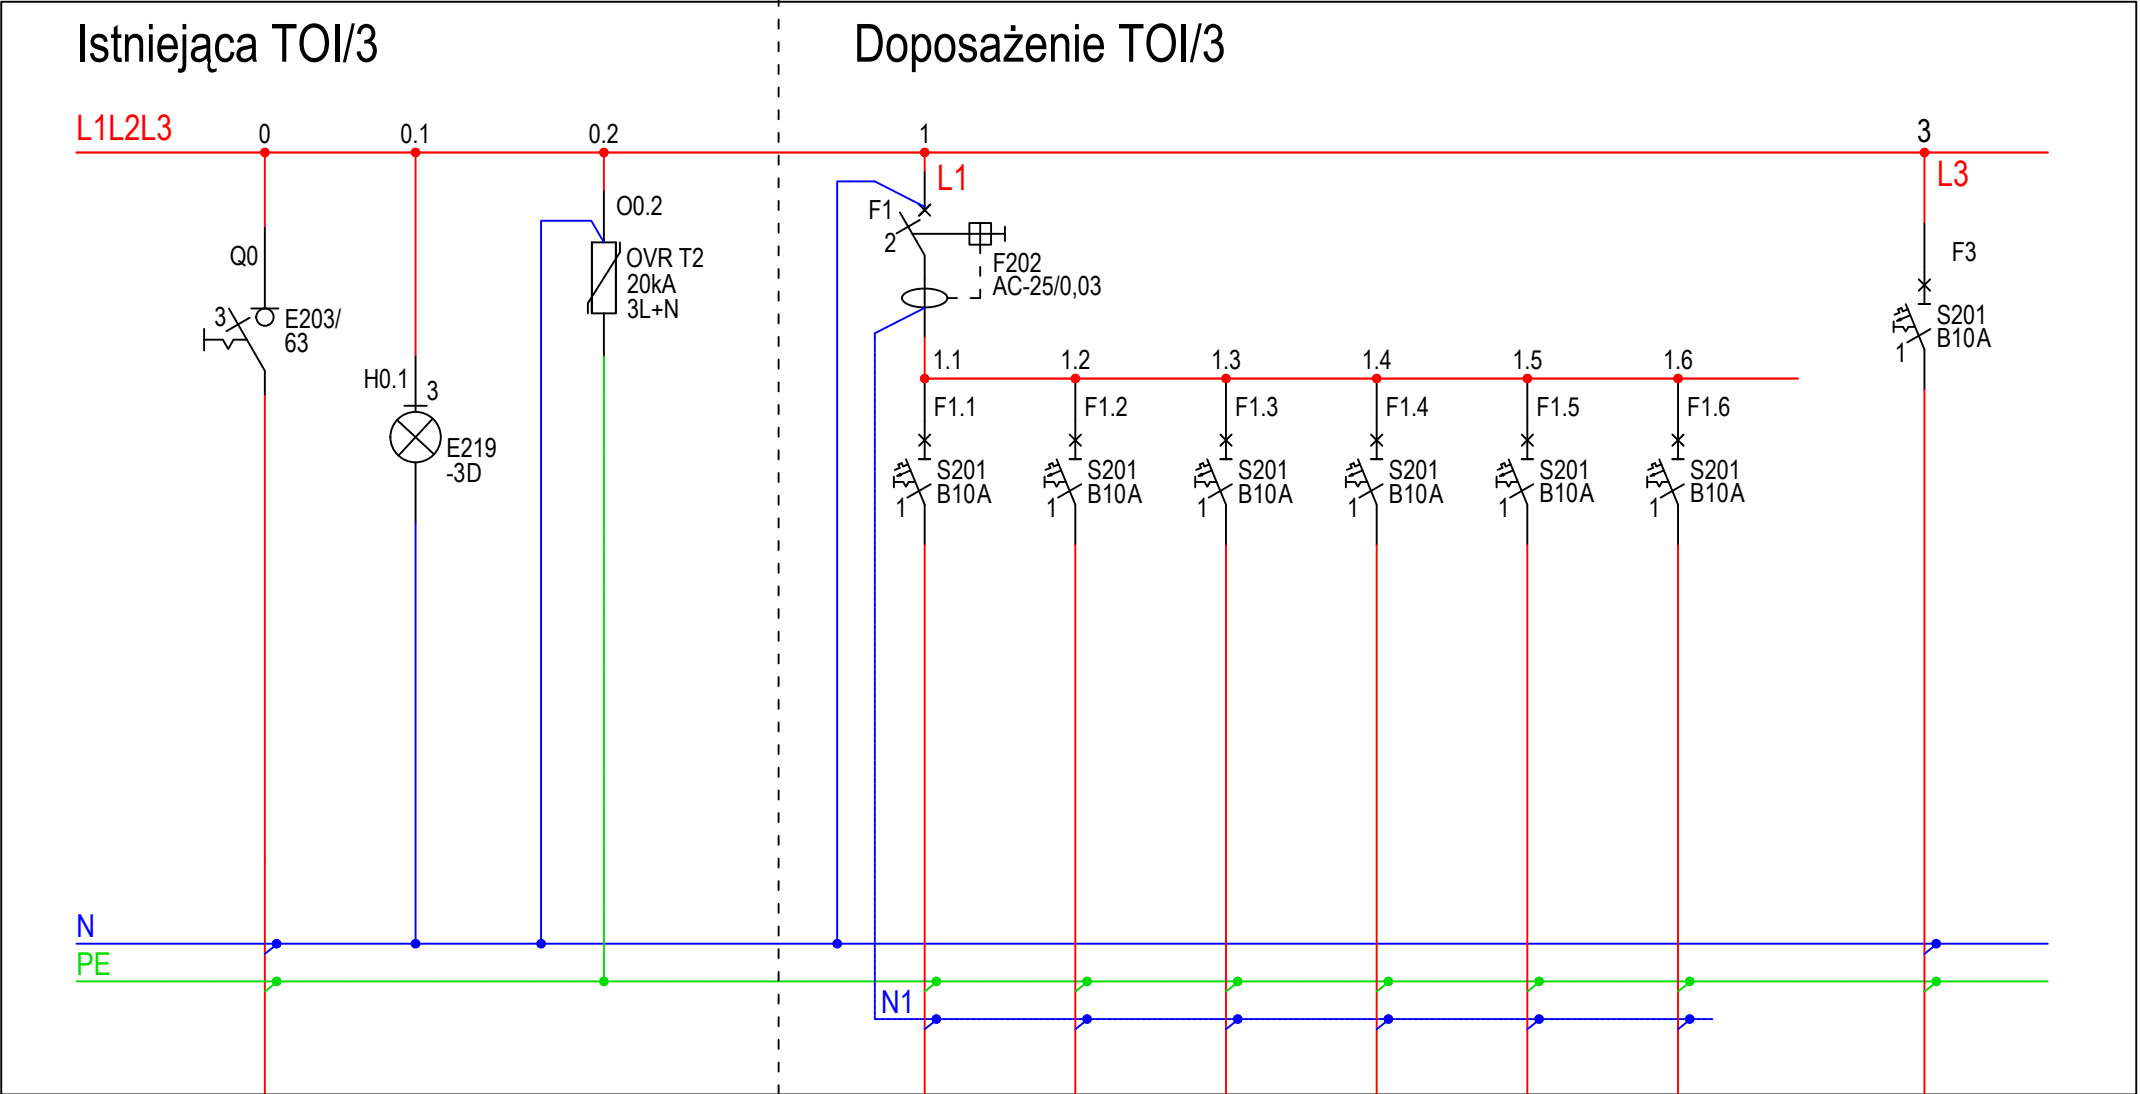 Istniejąca TOI/3
Doposażenie TOI/3
L1L2L3
0
0.1
0.2
1
3
L1
L3
O0.2
F1
2
Q0
OVR T2
20kA
3L+N
F202
AC-25/0,03
F3
3
E203/
63
S201
B10A
1
H0.1
3
E219
-3D
1.1
1.2
1.3
1.4
1.5
1.6
F1.1
F1.2
F1.3
F1.4
F1.5
F1.6
S201
B10A
1
S201
B10A
1
S201
B10A
1
S201
B10A
1
S201
B10A
1
S201
B10A
1
N
PE
N1